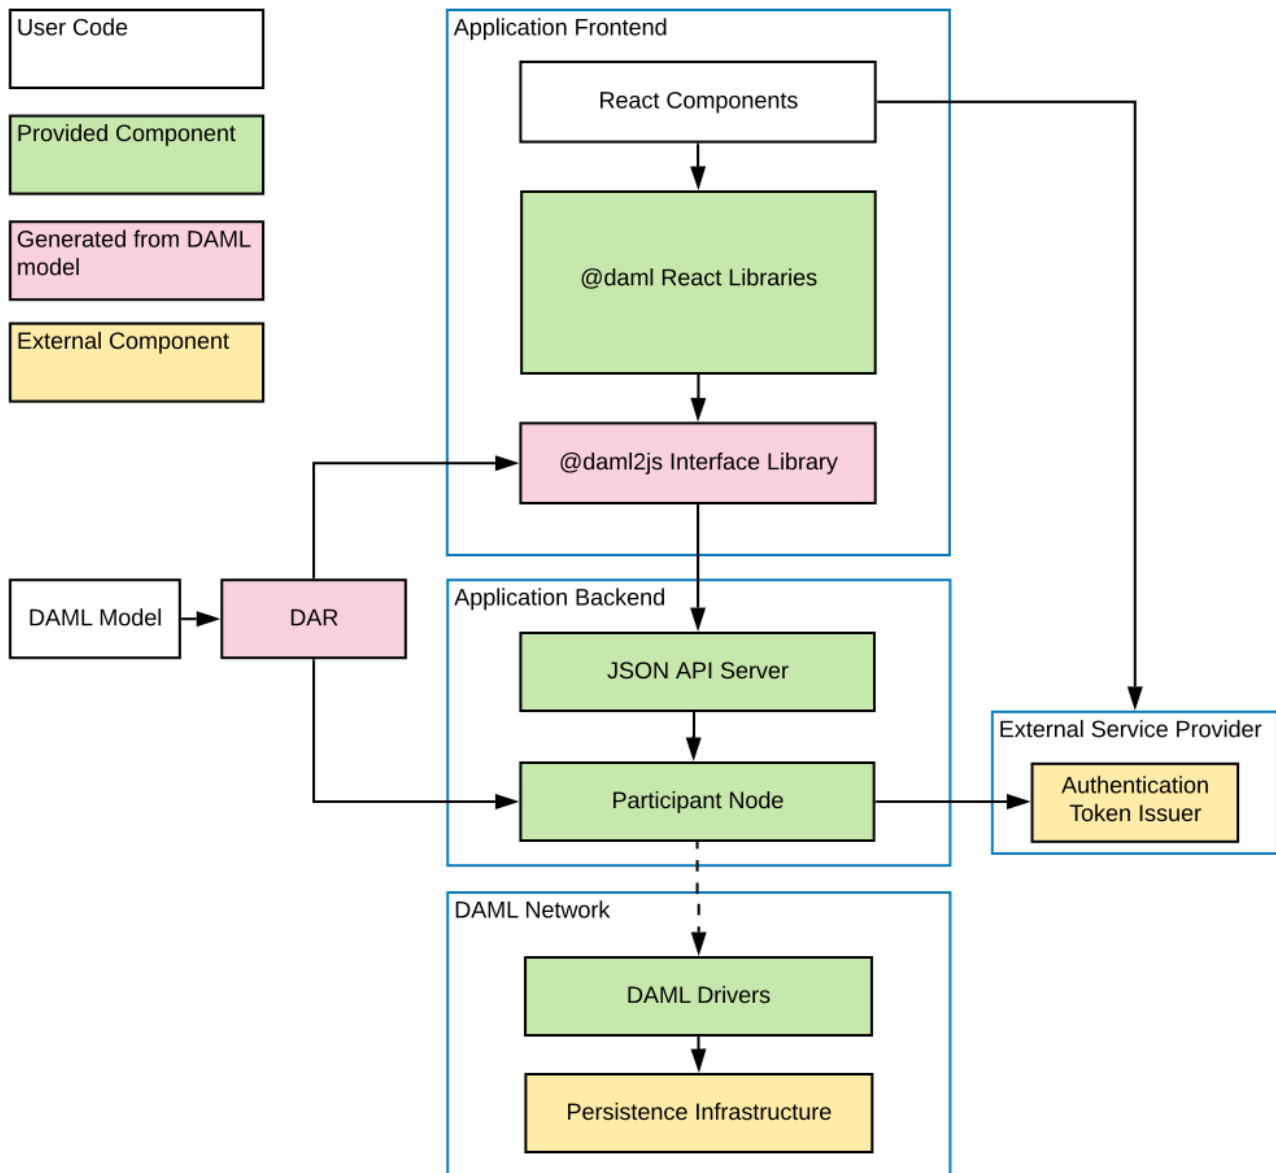 User Code
Provided Component
Generated from DAML
model
External Component
Application Frontend
React Components
@daml React Libraries
@daml2js Interface Library
DAML Model
DAR
Application Backend
JSON API Server
Participant Node
External Service Provider
Authentication
Token Issuer
DAML Network
DAML Drivers
Persistence Infrastructure